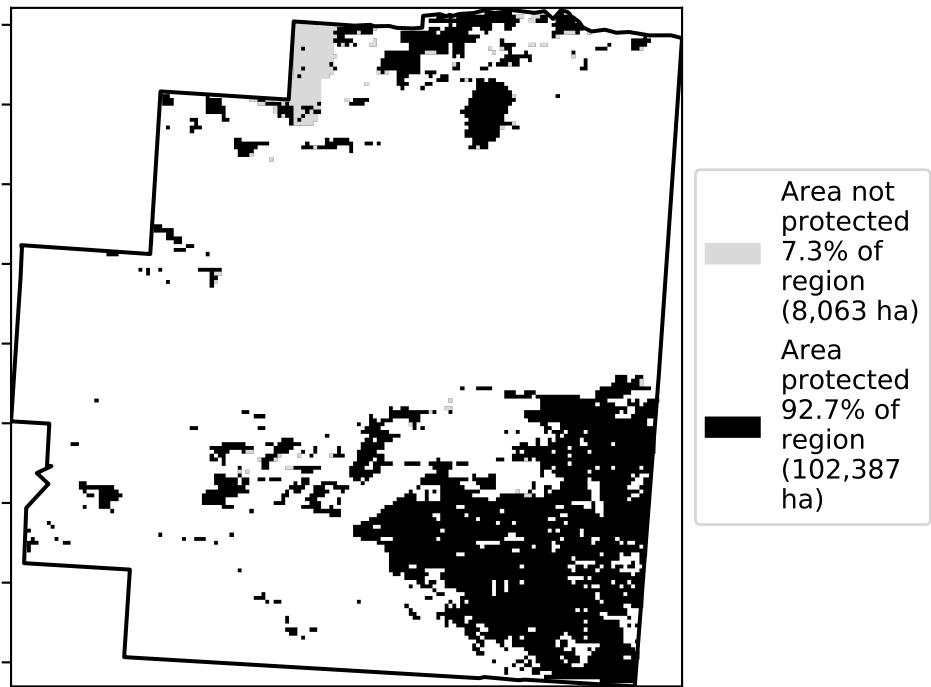 Area not
protected
7.3% of
region
(8,063 ha)
Area
protected
92.7% of
region
(102,387
ha)